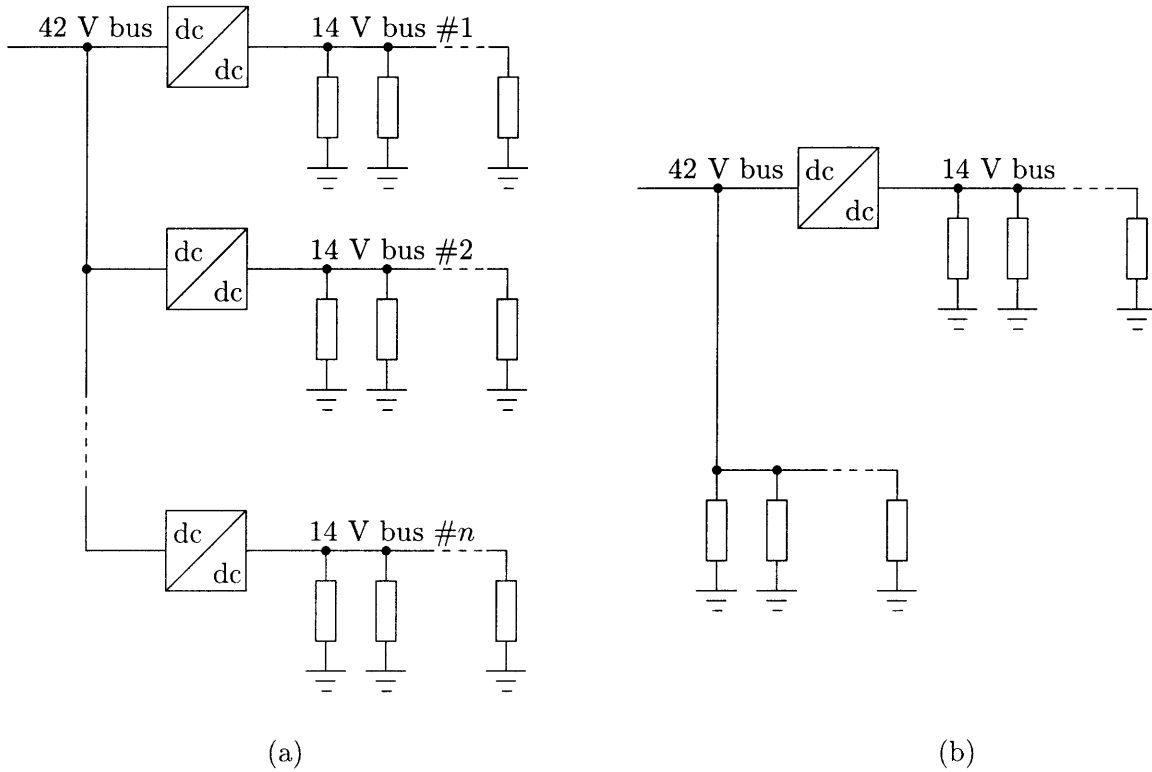 42 V bus
dc
dc
14 V bus #1
dc
dc
14 V bus #2
dc
dc
14 V bus #n
(a)
42 V bus
dc
dc
14 V bus
(b)